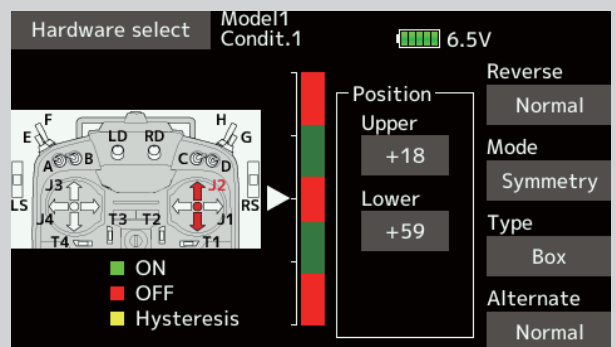 Hardware select
Model1
Condit.1
6.5V
F
H
E
LD RD
G
A B
C D
J3
J2
LS
RS
J4
T3 T2
J1
T4
T1
ON
OFF
Hysteresis
Position
Upper
+18
Lower
+59
Reverse
Normal
Mode
Symmetry
Type
Box
Alternate
Normal